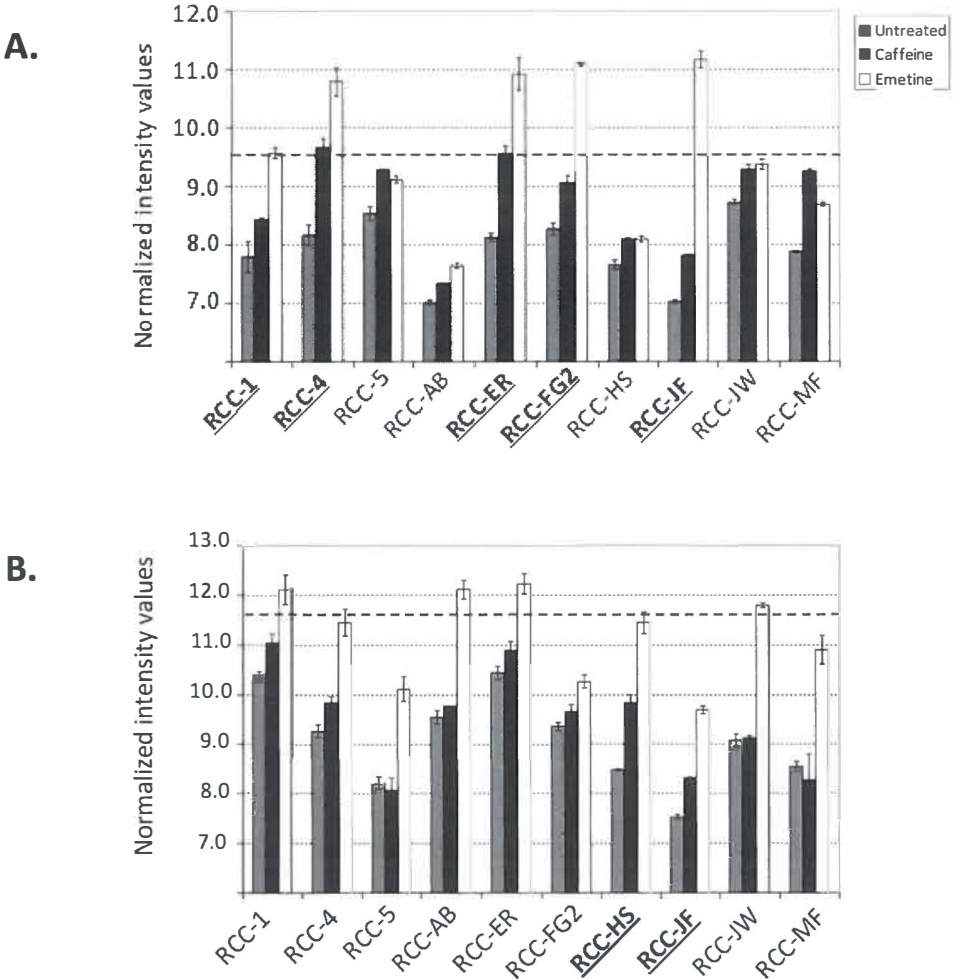 A.
Normalized intensity values
12.0
11.0
10.0
9.0
8.0
7.0
Untreated
Caffeine
Emetine
RCC-1
RCC-4
RCC-5
RCC-AB
RCC-ER
RCC-FG2
RCC-HS
RCC-JF
RCC-JW
RCC-MF
B.
Normalized intensity values
13.0
12.0
11.0
10.0
9.0
8.0
7.0
RCC-1
RCC-4
RCC-5
RCC-AB
RCC-ER
RCC-FG2
RCC-HS
RCC-JF
RCC-JW
RCC-MF